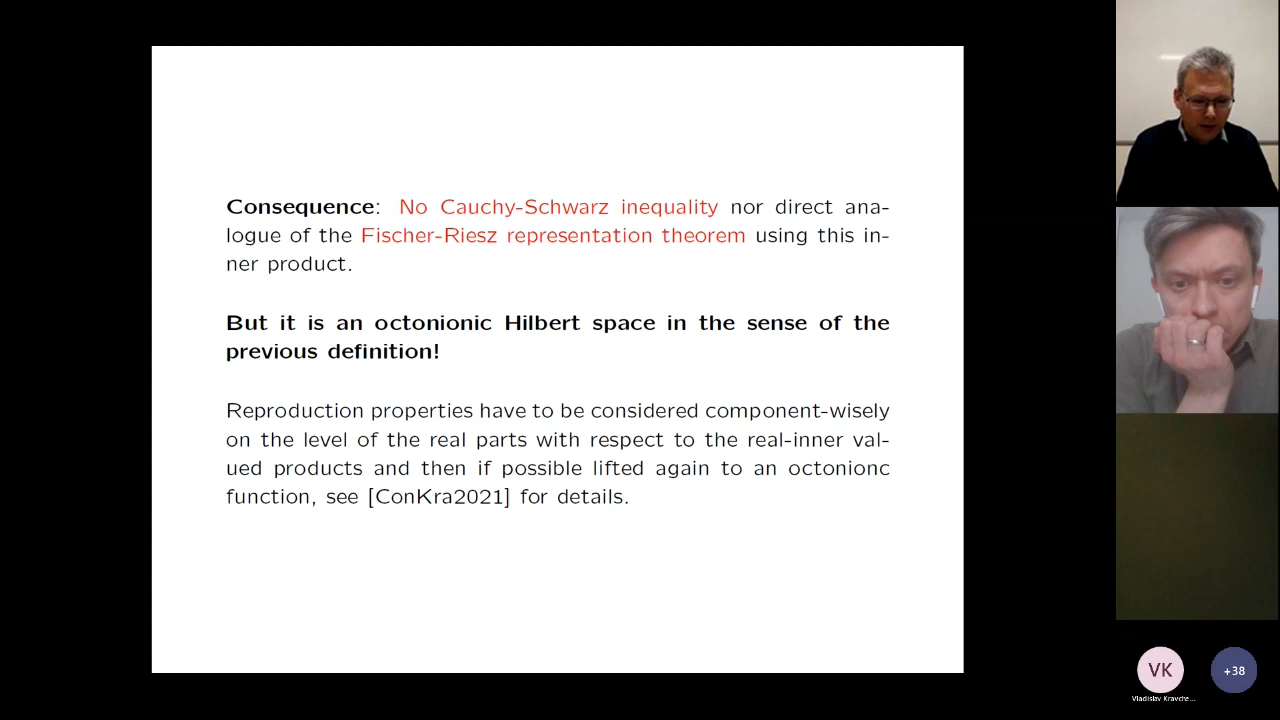 Consequence: No Cauchy-Schwarz inequality nor direct ana-
logue of the Fischer-Riesz representation theorem using this in-
ner product.
But it is an octonionic Hilbert space in the sense of the
previous definition!
Reproduction properties have to be considered component-wisely
on the level of the real parts with respect to the real-inner val-
ued products and then if possible lifted again to an octonionc
function, see [ConKra2021] for details.
VK
+38
Vladislav Kravche...